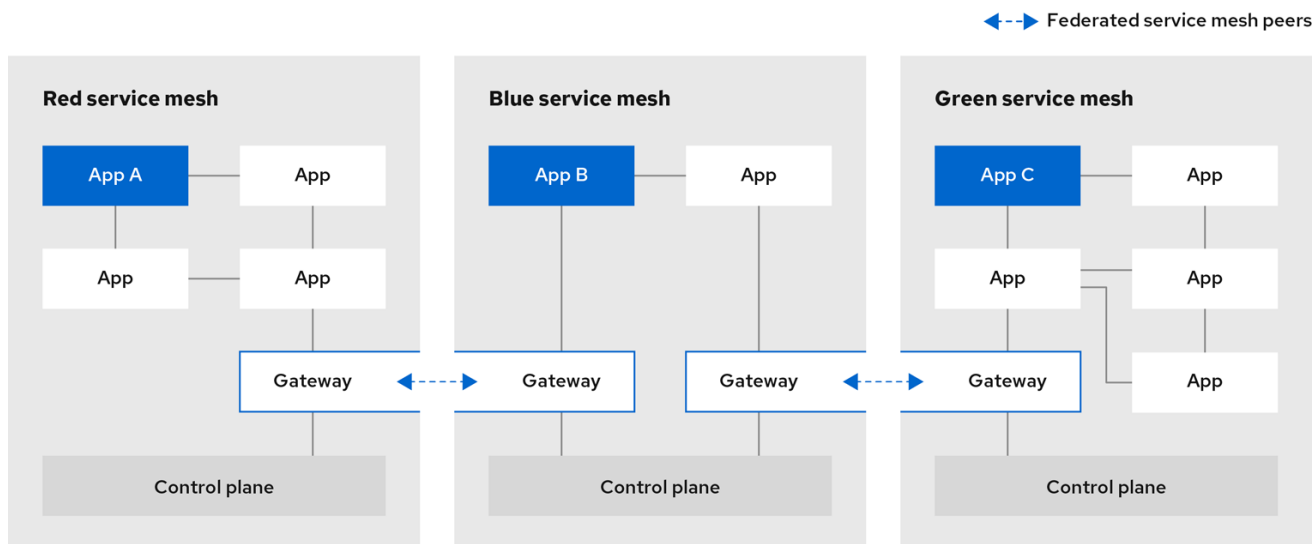 Federated service mesh peers
Red service mesh
App A
App
App
App
Gateway
Control plane
Blue service mesh
App B
App
Gateway
Gateway
Control plane
Green service mesh
App C
App
App
App
Gateway
App
Control plane